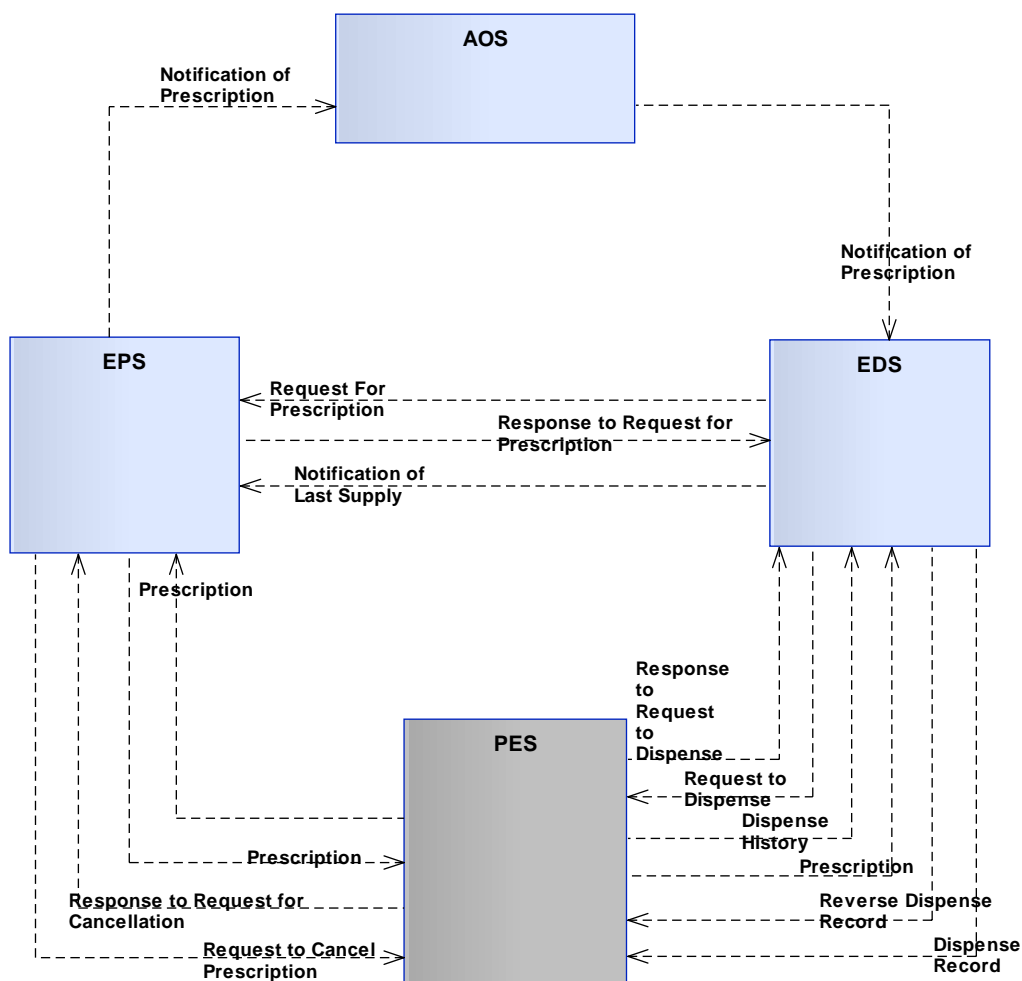 AOS
Notification of
Prescription
Notification of
Prescription
EPS
EDS
Request For
Prescription
Response to Request for
Prescription
Notification of
Last Supply
Prescription
Response
to
Request
to
Dispense
PES
Request to
Dispense
Dispense
History
Prescription
Prescription
Response to Request for
Cancellation
Reverse Dispense
Record
Request to Cancel
Prescription
Dispense
Record